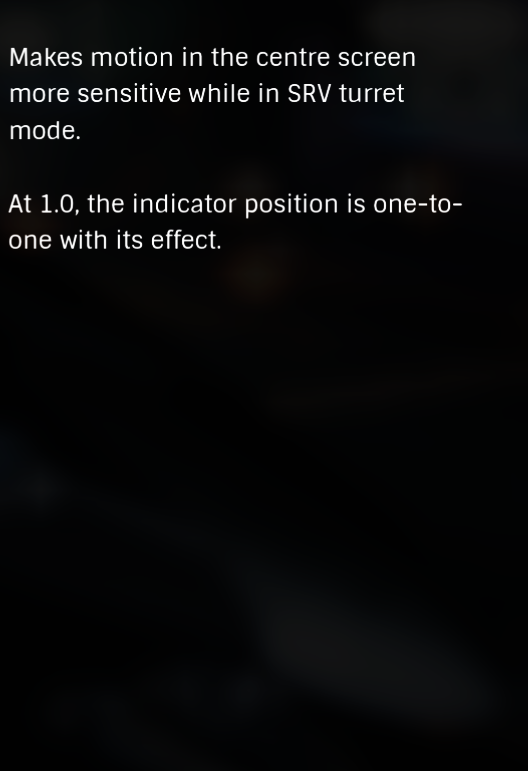 Makes motion in the centre screen
more sensitive while in SRV turret
mode.
At 1.0, the indicator position is one-to-
one with its effect.